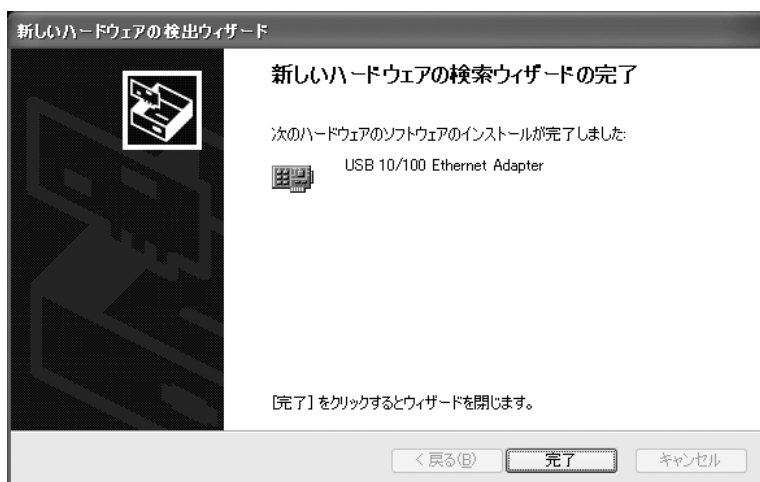 新しいハードウェアの検出ウィザード
新しいハードウェアの検索ウィザードの完了
次のハードウェアのソフトウェアのインストールが完了しました:
USB 10/100 Ethernet Adapter
[完了] をクリックするとウィザードを閉じます。
< 戻る(B)
完了
キャンセル